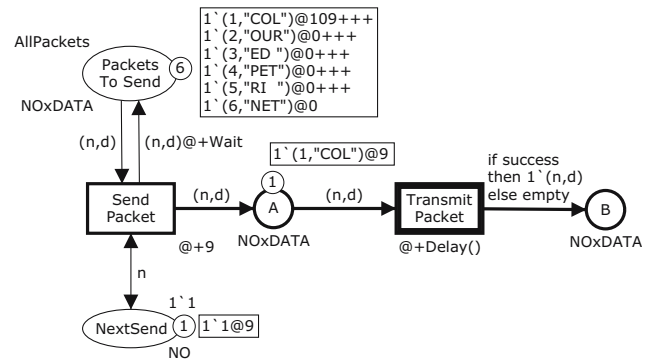 1`(1,"COL")@109+++
1`(2,"OUR")@0+++
1`(3,"ED ")@0+++
1`(4,"PET")@0+++
1`(5,"RI  ")@0+++
1`(6,"NET")@0
AllPackets
Packets
To Send
6
NOxDATA
(n,d)
(n,d)@+Wait
1`(1,"COL")@9
1
if success
then 1`(n,d)
else empty
Send
Packet
(n,d)
A
(n,d)
Transmit
Packet
B
@+9
NOxDATA
@+Delay()
NOxDATA
n
1`1
NextSend
1
1`1@9
NO